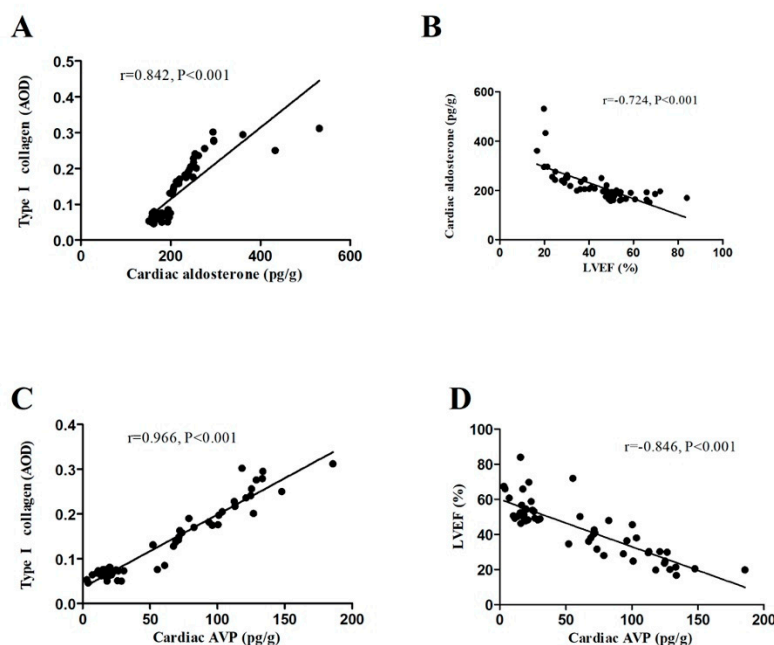 A
r=0.842, P<0.001
Type I collagen (AOD)
0.5
0.4
0.3
0.2
0.1
0.0
0 200 400 600
Cardiac aldosterone (pg/g)
B
r=-0.724, P<0.001
Cardiac aldosterone (pg/g)
600
400
200
0
0 20 40 60 80 100
LVEF (%)
C
r=0.966, P<0.001
Type I collagen (AOD)
0.4
0.3
0.2
0.1
0.0
0 50 100 150 200
Cardiac AVP (pg/g)
D
r=-0.846, P<0.001
LVEF (%)
100
80
60
40
20
0
0 50 100 150 200
Cardiac AVP (pg/g)